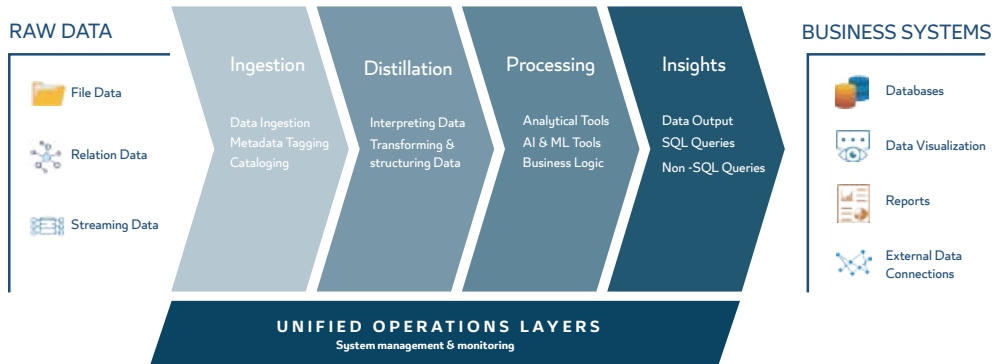 RAW DATA
File Data
Relation Data
Streaming Data
Ingestion
Data Ingestion
Metadata Tagging
Cataloging
Distillation
Interpreting Data
Transforming &
structuring Data
Processing
Analytical Tools
AI & ML Tools
Business Logic
Insights
Data Output
SQL Queries
Non -SQL Queries
BUSINESS SYSTEMS
Databases
Data Visualization
Reports
External Data
Connections
UNIFIED OPERATIONS LAYERS
System management & monitoring